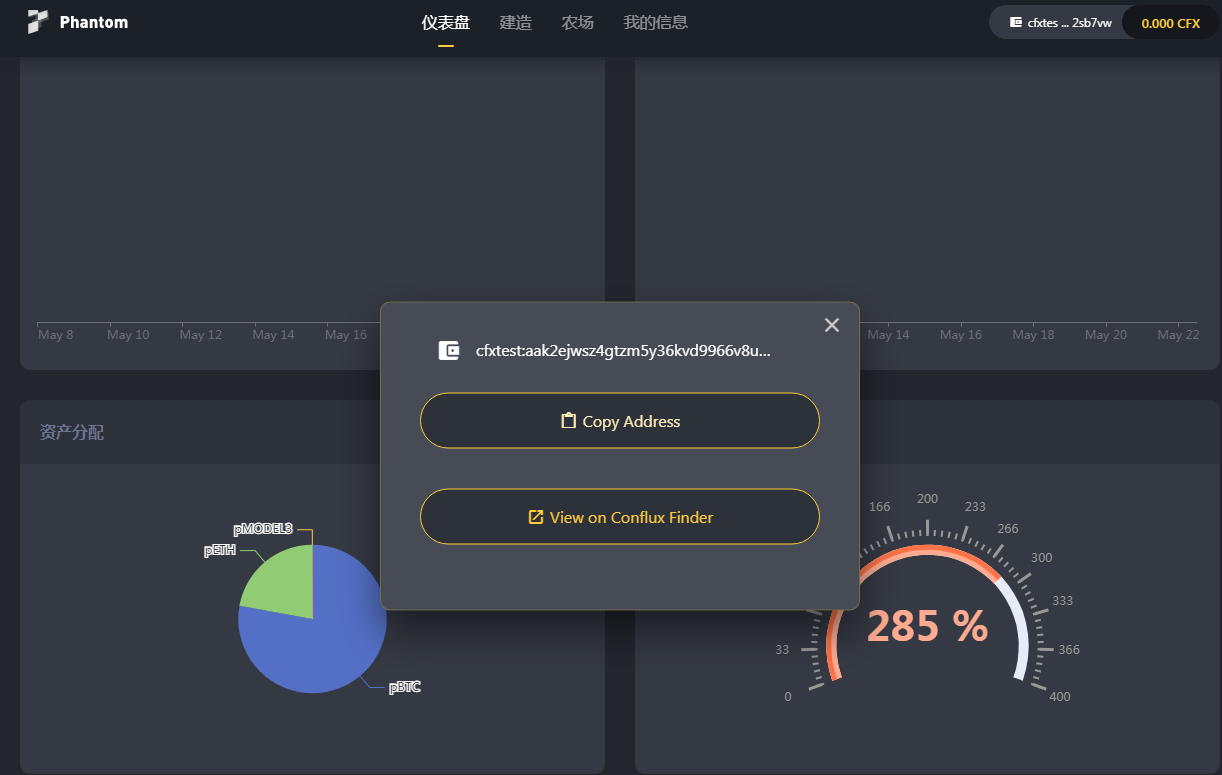 Phantom
仪表盘
建造
农场
我的信息
cfxtes ... 2sb7vw
0.000 CFX
May 8
May 10
May 12
May 14
May 16
May 14
May 16
May 18
May 20
May 22
cfxtest:aak2ejwsz4gtzm5y36kvd9966v8u...
Copy Address
View on Conflux Finder
资产分配
pMODEL3
pETH
pBTC
0
33
166
200
233
266
300
333
366
400
285 %